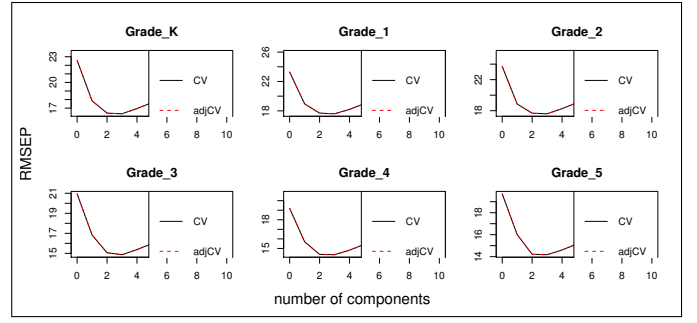 Grade_K
Grade_1
Grade_2
23
20
17
CV
adjCV
0 2 4 6 8 10
26
22
18
CV
adjCV
0 2 4 6 8 10
22
18
CV
adjCV
0 2 4 6 8 10
RMSEP
Grade_3
Grade_4
Grade_5
21
19
17
15
CV
adjCV
0 2 4 6 8 10
18
15
CV
adjCV
0 2 4 6 8 10
18
16
14
CV
adjCV
0 2 4 6 8 10
number of components